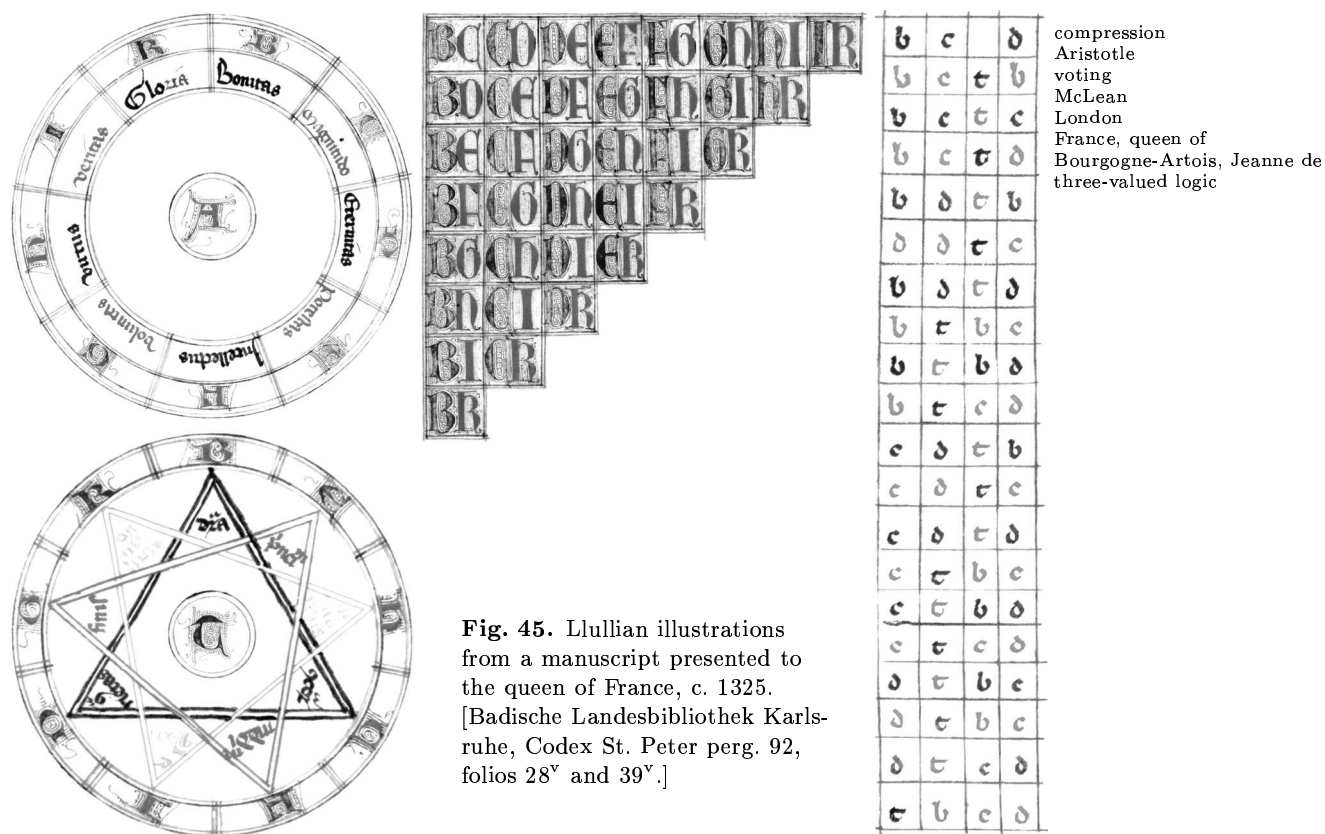 B
C
D
E
F
G
H
I
K
Bonitas
Magnitudo
Eternitas
Potestas
Intellectus
Voluntas
Virtus
Veritas
Gloria
A
BC CD DE EF FG GH HI IK
BD CE DF EG FH GI HK
BE CF DG EH FI GK
BF CG DH EI FK
BG CH DI EK
BH CI DK
BI CK
BK
b c d
b c t b
b c t c
b c t d
b d t b
d d t c
b d t d
b t b c
b t b d
b t c d
c d t b
c d t c
c d t d
c t b c
c t b d
c t c d
d t b c
d t b c
d t c d
t b c d
compression
Aristotle
voting
McLean
London
France, queen of
Bourgogne-Artois, Jeanne de
three-valued logic
B
C
D
E
F
G
H
I
K
T
Fig. 45. Llullian illustrations
from a manuscript presented to
the queen of France, c. 1325.
[Badische Landesbibliothek Karls-
ruhe, Codex St. Peter perg. 92,
folios 28v and 39v.]